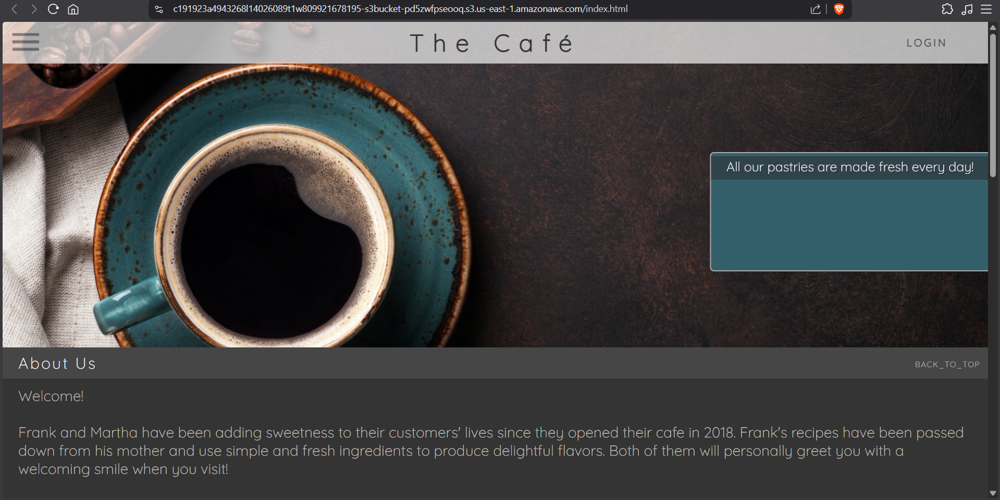 c191923a4943268l14026089t1w809921678195-s3bucket-pd5zwfpseooq.s3.us-east-1.amazonaws.com/index.html
The Café
LOGIN
All our pastries are made fresh every day!
About Us
BACK_TO_TOP
Welcome!
Frank and Martha have been adding sweetness to their customers' lives since they opened their cafe in 2018. Frank's recipes have been passed
down from his mother and use simple and fresh ingredients to produce delightful flavors. Both of them will personally greet you with a
welcoming smile when you visit!